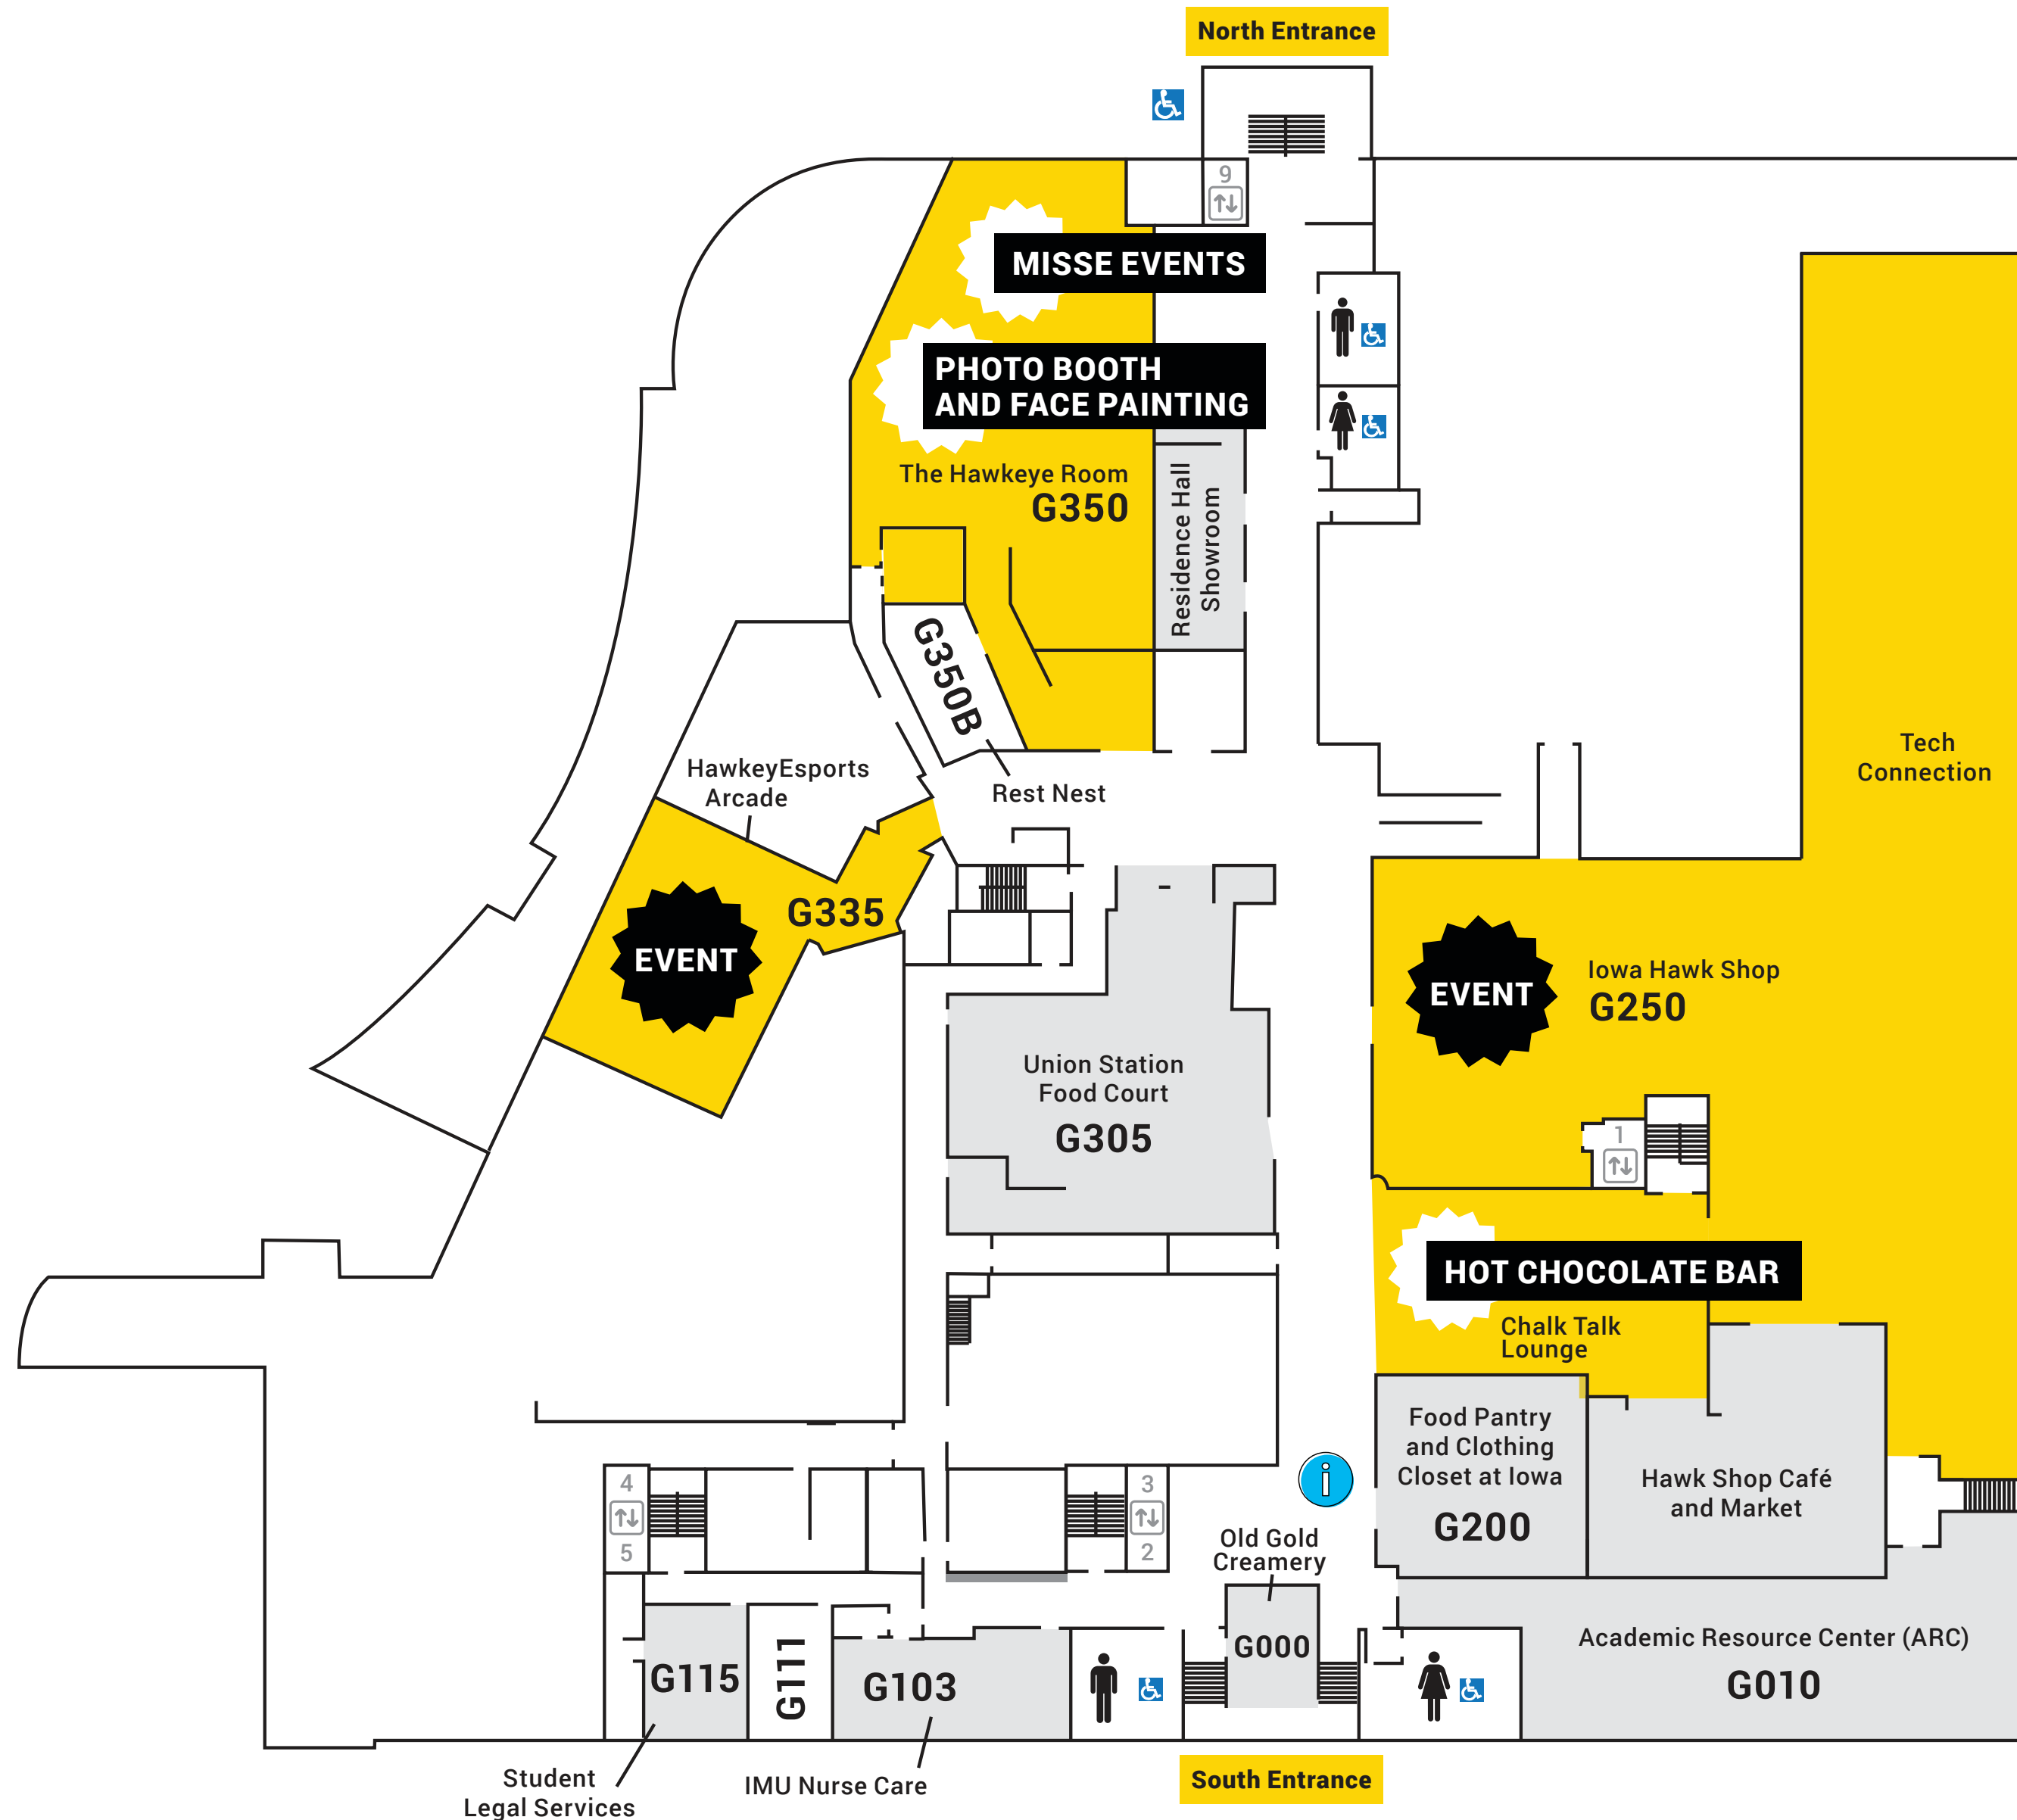 North Entrance
9
MISSE EVENTS
PHOTO BOOTH
AND FACE PAINTING
The Hawkeye Room
G350
Residence Hall
Showroom
G350B
Rest Nest
HawkeyEsports
Arcade
G335
EVENT
Tech
Connection
EVENT
Iowa Hawk Shop
G250
Union Station
Food Court
G305
1
HOT CHOCOLATE BAR
Chalk Talk
Lounge
Food Pantry
and Clothing
Closet at Iowa
G200
Hawk Shop Café
and Market
i
4
5
3
2
Old Gold
Creamery
G000
Academic Resource Center (ARC)
G010
G115
G111
G103
Student
Legal Services
IMU Nurse Care
South Entrance